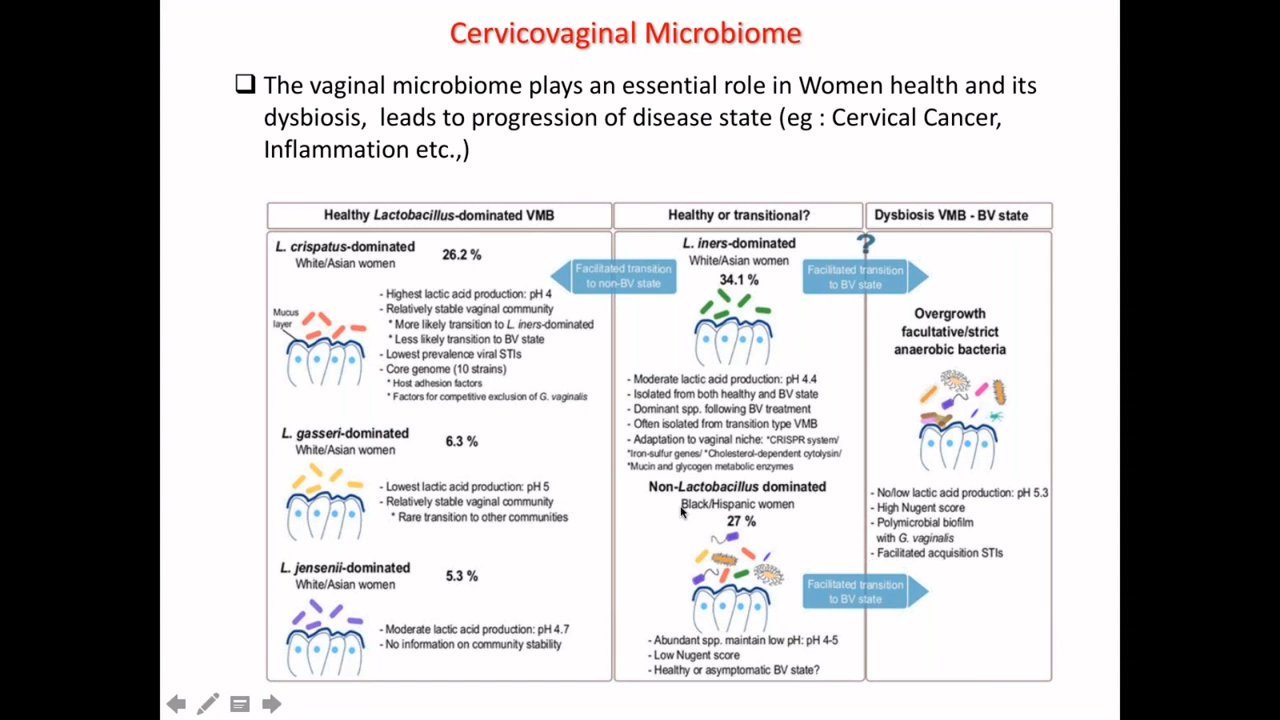 Cervicovaginal Microbiome
The vaginal microbiome plays an essential role in Women health and its
dysbiosis, leads to progression of disease state (eg : Cervical Cancer,
Inflammation etc.,)
Healthy Lactobacillus-dominated VMB
L. crispatus-dominated
White/Asian women
26.2 %
Mucus
layer
- Highest lactic acid production: pH 4
- Relatively stable vaginal community
* More likely transition to L. iners-dominated
* Less likely transition to BV state
- Lowest prevalence viral STIs
- Core genome (10 strains)
* Host adhesion factors
* Factors for competitive exclusion of G. vaginalis
L. gasseri-dominated
White/Asian women
6.3 %
- Lowest lactic acid production: pH 5
- Relatively stable vaginal community
* Rare transition to other communities
L. jensenii-dominated
White/Asian women
5.3 %
- Moderate lactic acid production: pH 4.7
- No information on community stability
Healthy or transitional?
L. iners-dominated
White/Asian women
34.1 %
Facilitated transition
to non-BV state
?
Facilitated transition
to BV state
- Moderate lactic acid production: pH 4.4
- Isolated from both healthy and BV state
- Dominant spp. following BV treatment
- Often isolated from transition type VMB
- Adaptation to vaginal niche: *CRISPR system/
*Iron-sulfur genes/ *Cholesterol-dependent cytolysin/
*Mucin and glycogen metabolic enzymes
Non-Lactobacillus dominated
Black/Hispanic women
27 %
Facilitated transition
to BV state
- Abundant spp. maintain low pH: pH 4-5
- Low Nugent score
- Healthy or asymptomatic BV state?
Dysbiosis VMB - BV state
Overgrowth
facultative/strict
anaerobic bacteria
- No/low lactic acid production: pH 5.3
- High Nugent score
- Polymicrobial biofilm
with G. vaginalis
- Facilitated acquisition STIs